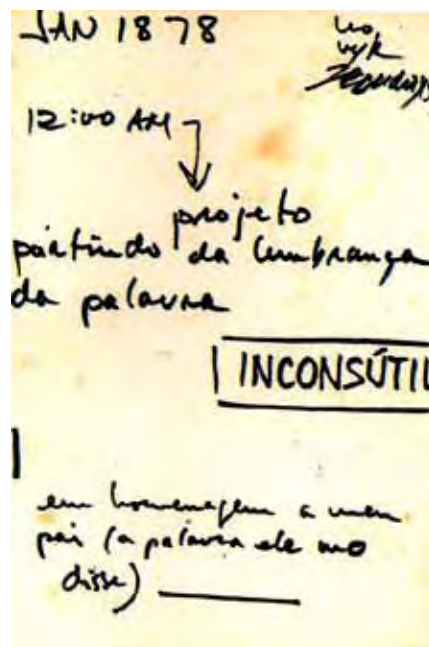 JAN 1878
12:00 AM
projeto
partindo da lembrança
da palavra
INCONSÚTIL
em homenagem a meu
pai (a palavra ele mo
disse)